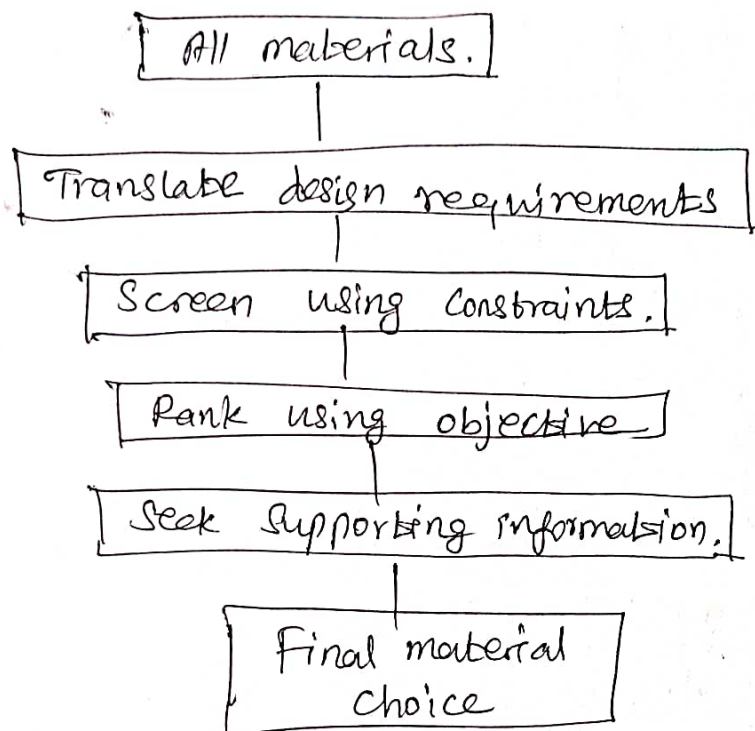 All materials.
Translate design requirements
Screen using constraints.
Rank using objective
Seek supporting information.
Final material
choice